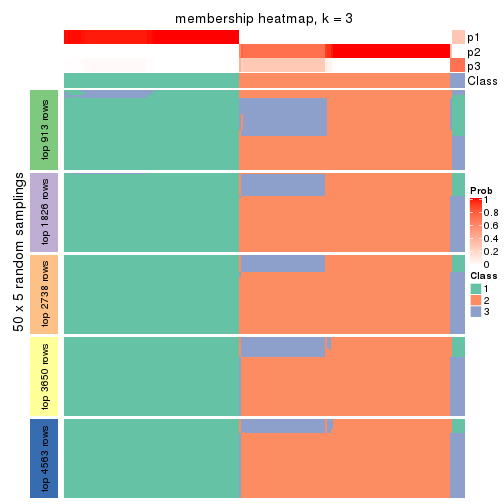 membership heatmap, k = 3
p1
p2
p3
Class
50 x 5 random samplings
top 913 rows
top 1826 rows
top 2738 rows
top 3650 rows
top 4563 rows
Prob
1
0.8
0.6
0.4
0.2
0
Class
1
2
3